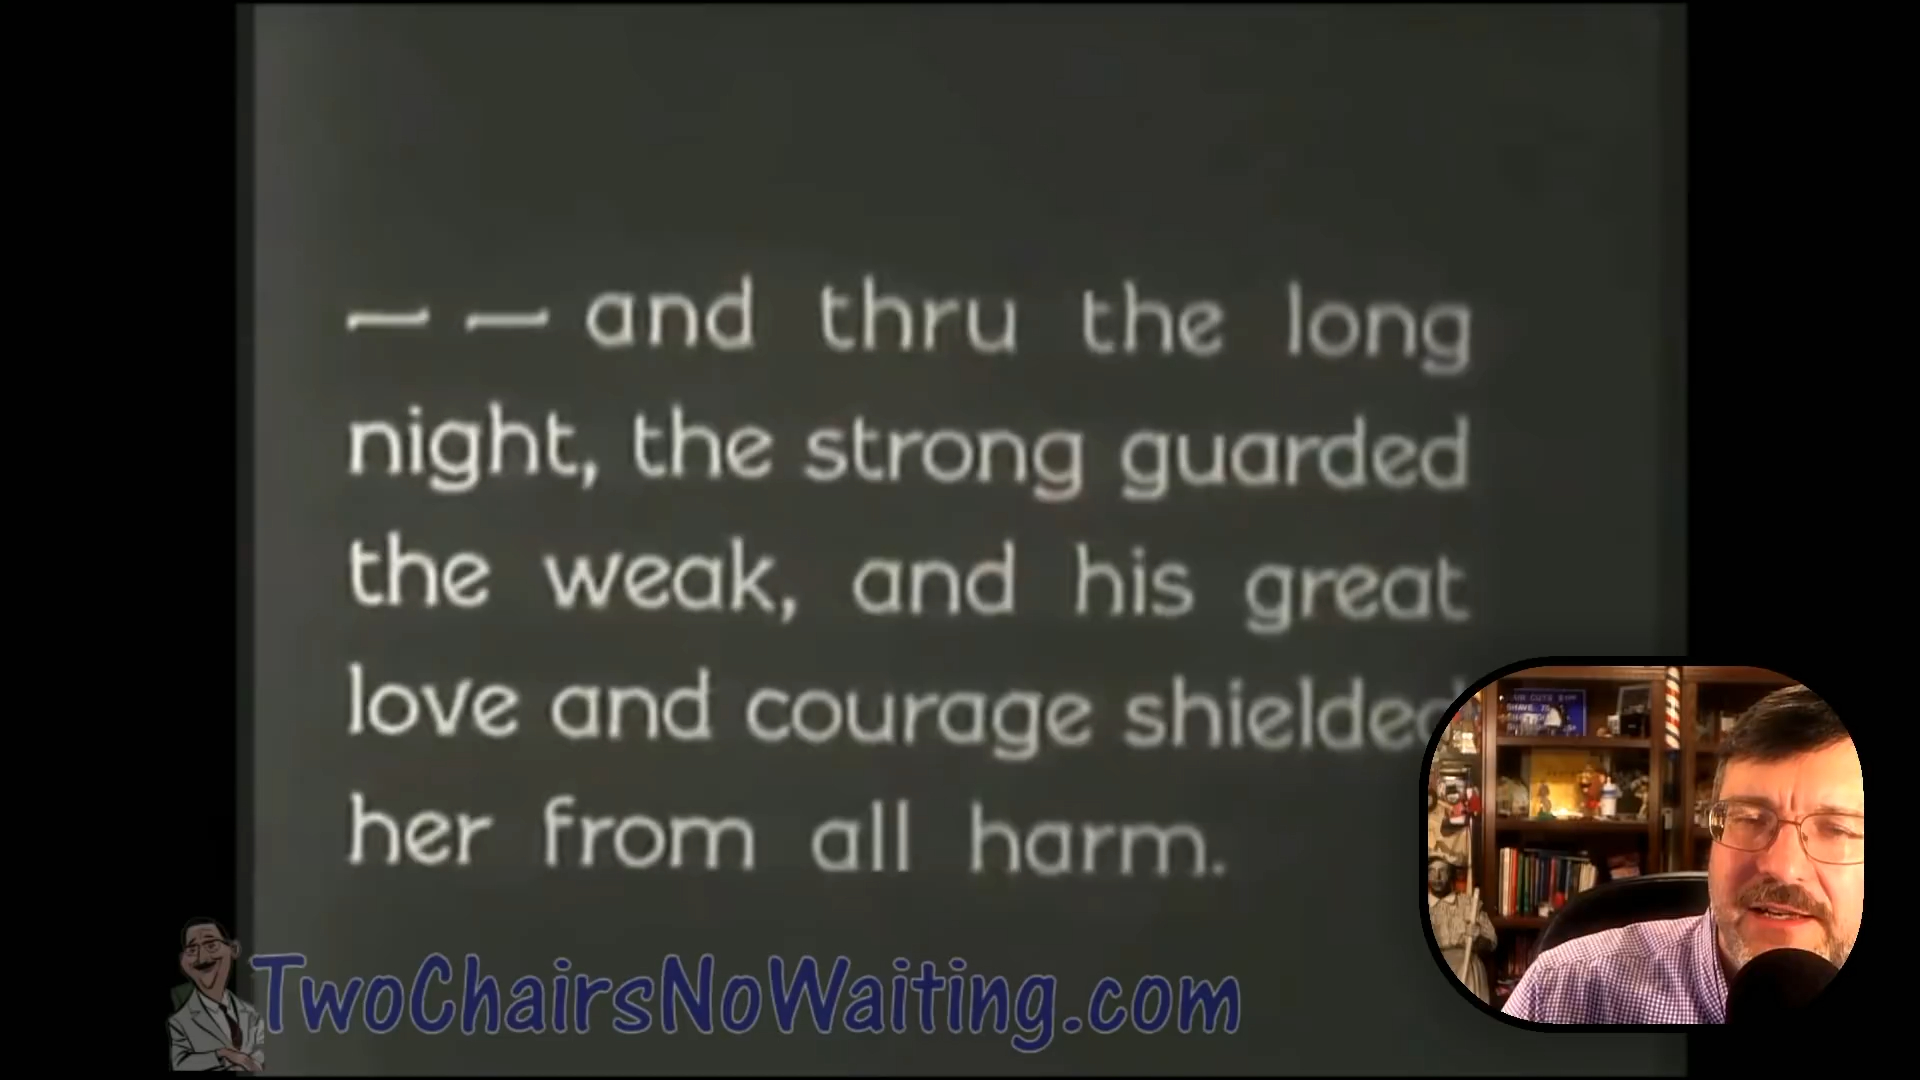 — — and thru the long
night, the strong guarded
the weak, and his great
love and courage shielded
her from all harm.
TwoChairsNoWaiting.com